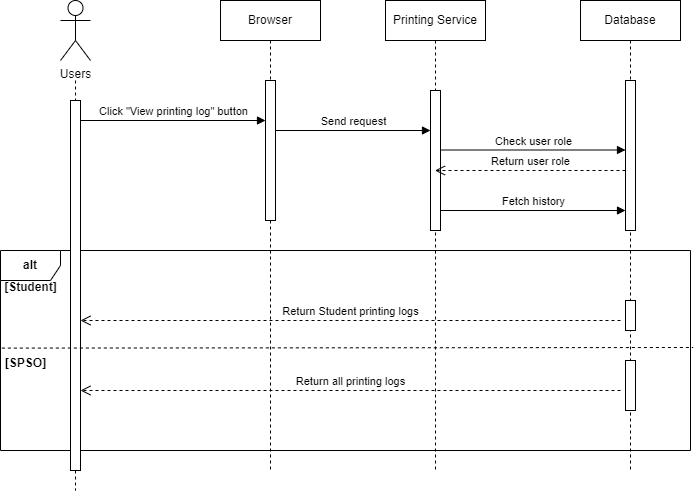 Browser
Printing Service
Database
Users
Click "View printing log" button
Send request
Check user role
Return user role
Fetch history
alt
[Student]
Return Student printing logs
[SPSO]
Return all printing logs